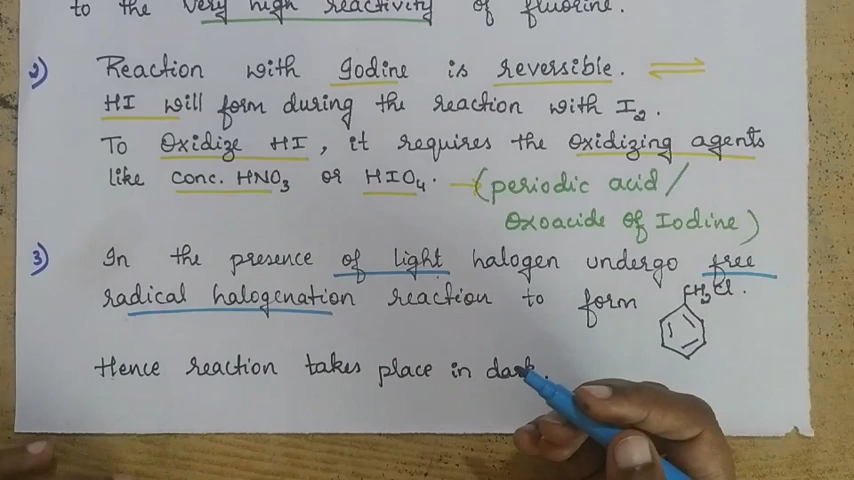 to the very high reactivity of fluorine.
2) Reaction with Iodine is reversible. ⇌
HI will form during the reaction with I₂.
To Oxidize HI, it requires the Oxidizing agents
like Conc. HNO₃ or HIO₄. → (periodic acid /
Oxoacide of Iodine)
3) In the presence of light halogen undergo free
radical halogenation reaction to form CH₂Cl.
Hence reaction takes place in dark.